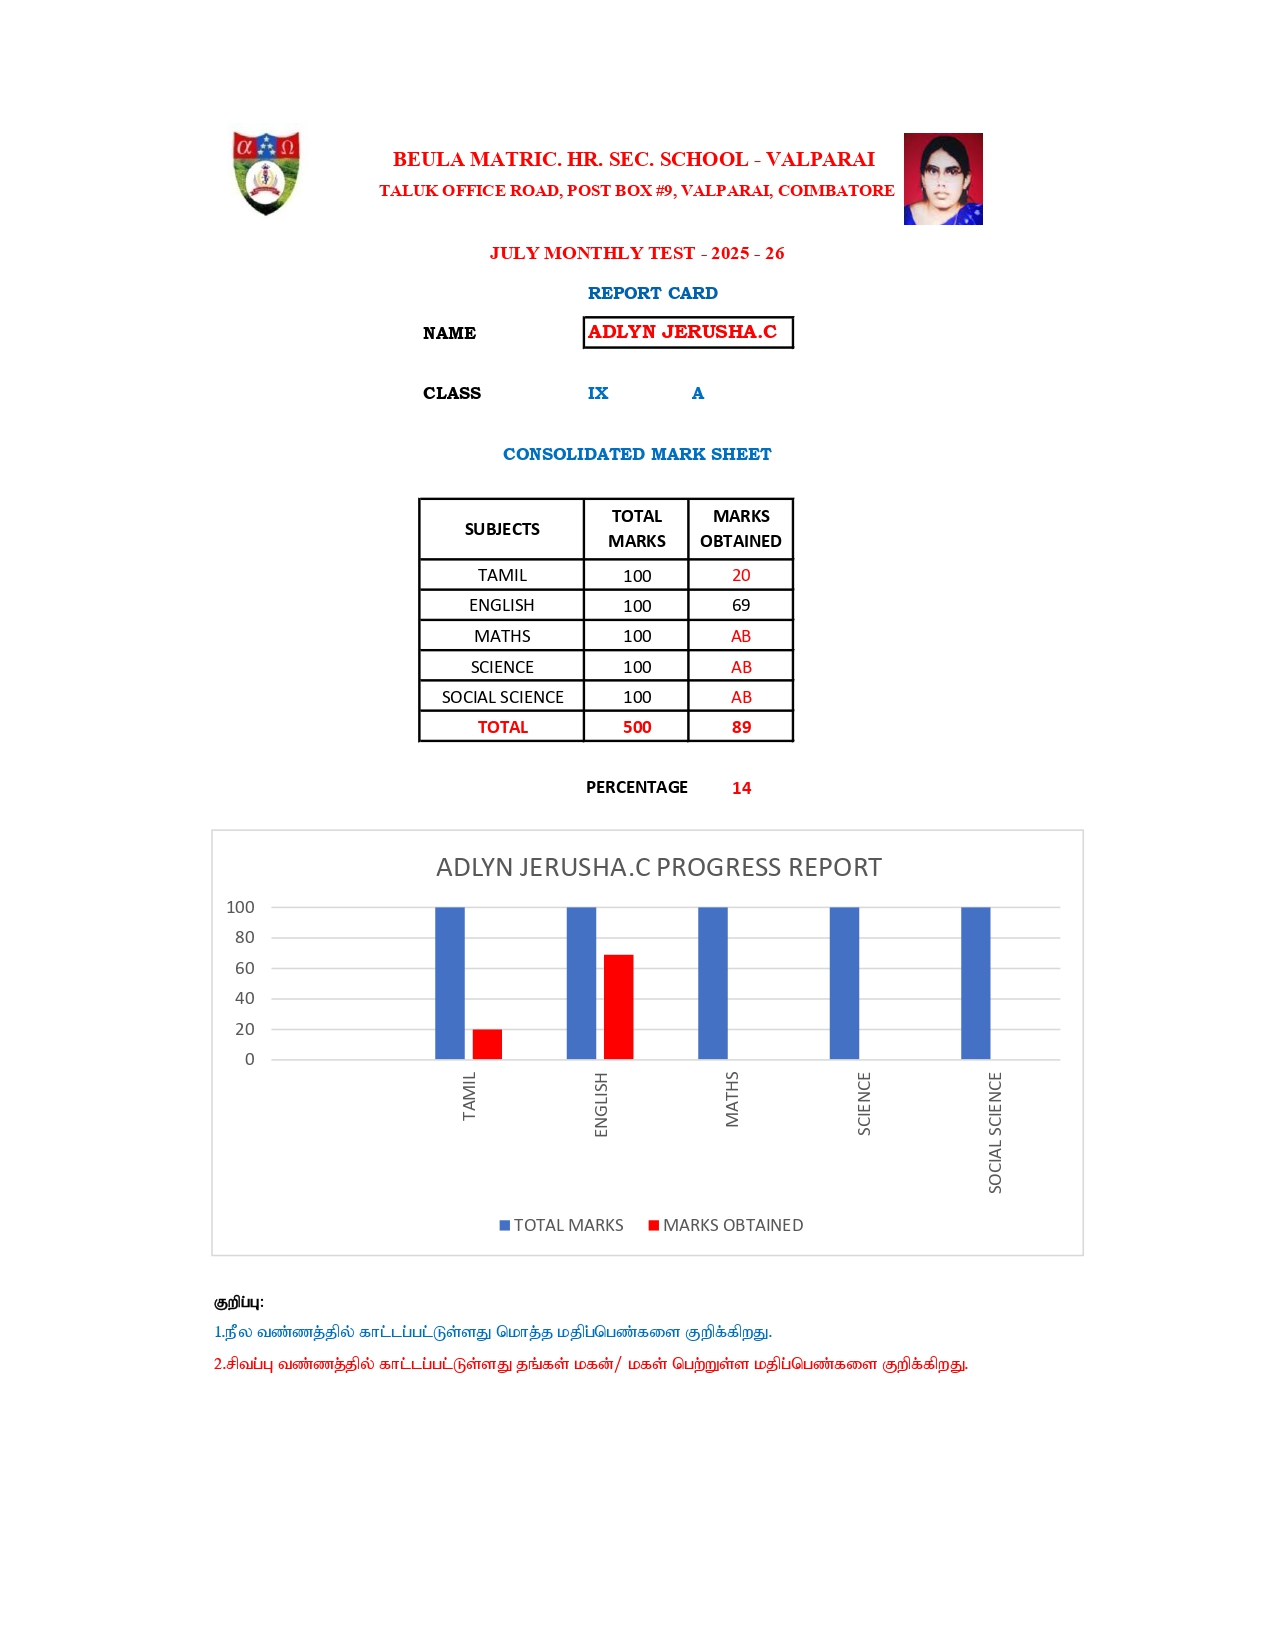 α Ω
BEULA MATRIC. HR. SEC. SCHOOL - VALPARAI
TALUK OFFICE ROAD, POST BOX #9, VALPARAI, COIMBATORE
JULY MONTHLY TEST - 2025 - 26
REPORT CARD
NAME ADLYN JERUSHA.C
CLASS IX A
CONSOLIDATED MARK SHEET
SUBJECTS TOTAL MARKS MARKS OBTAINED
TAMIL 100 20
ENGLISH 100 69
MATHS 100 AB
SCIENCE 100 AB
SOCIAL SCIENCE 100 AB
TOTAL 500 89
PERCENTAGE 14
ADLYN JERUSHA.C PROGRESS REPORT
100
80
60
40
20
0
TAMIL ENGLISH MATHS SCIENCE SOCIAL SCIENCE
TOTAL MARKS MARKS OBTAINED
குறிப்பு:
1.நீல வண்ணத்தில் காட்டப்பட்டுள்ளது மொத்த மதிப்பெண்களை குறிக்கிறது.
2.சிவப்பு வண்ணத்தில் காட்டப்பட்டுள்ளது தங்கள் மகன்/ மகள் பெற்றுள்ள மதிப்பெண்களை குறிக்கிறது.